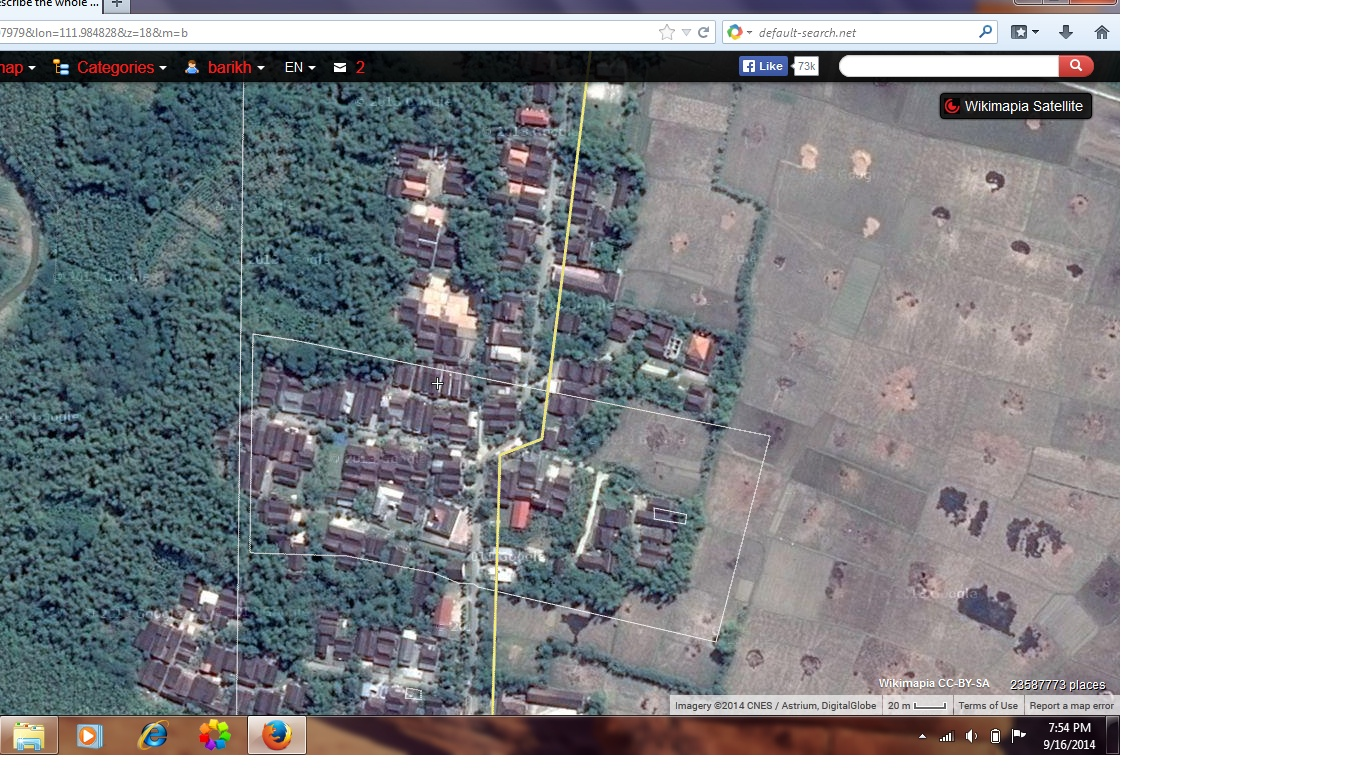 escribe the whole ...
7979&lon=111.984828&z=18&m=b
default-search.net
nap Categories barikh EN 2
Like 73k
Wikimapia Satellite
Wikimapia CC-BY-SA 23587773 places
Imagery ©2014 CNES / Astrium, DigitalGlobe 20 m Terms of Use Report a map error
7:54 PM
9/16/2014